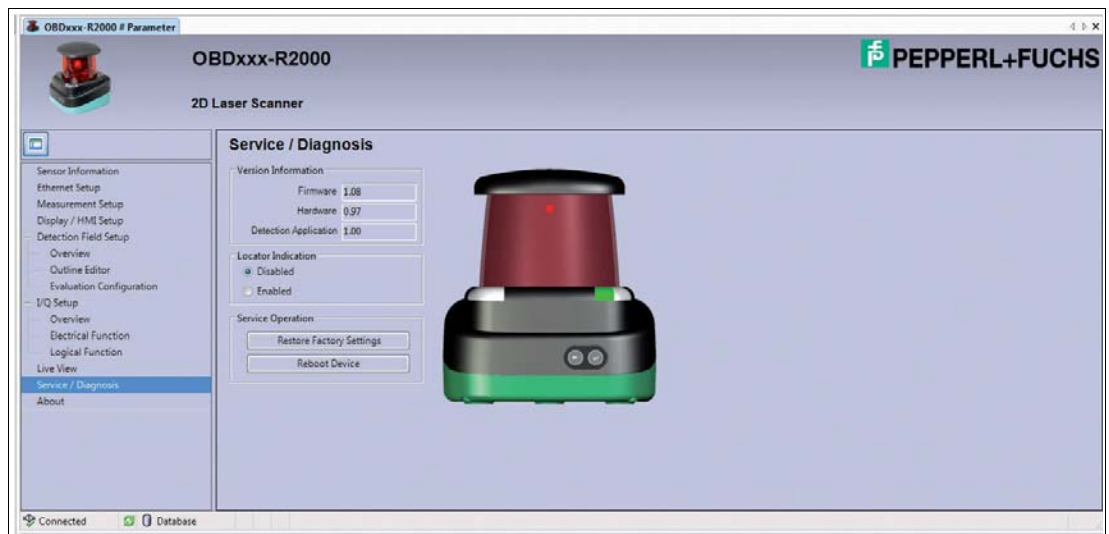 OBDxxx-R2000 # Parameter
OBDxxx-R2000
PEPPERL+FUCHS
2D Laser Scanner
Sensor Information
Ethernet Setup
Measurement Setup
Display / HMI Setup
Detection Field Setup
Overview
Outline Editor
Evaluation Configuration
I/Q Setup
Overview
Electrical Function
Logical Function
Live View
Service / Diagnosis
About
Service / Diagnosis
Version Information
Firmware 1.08
Hardware 0.97
Detection Application 1.00
Locator Indication
Disabled
Enabled
Service Operation
Restore Factory Settings
Reboot Device
Connected
Database